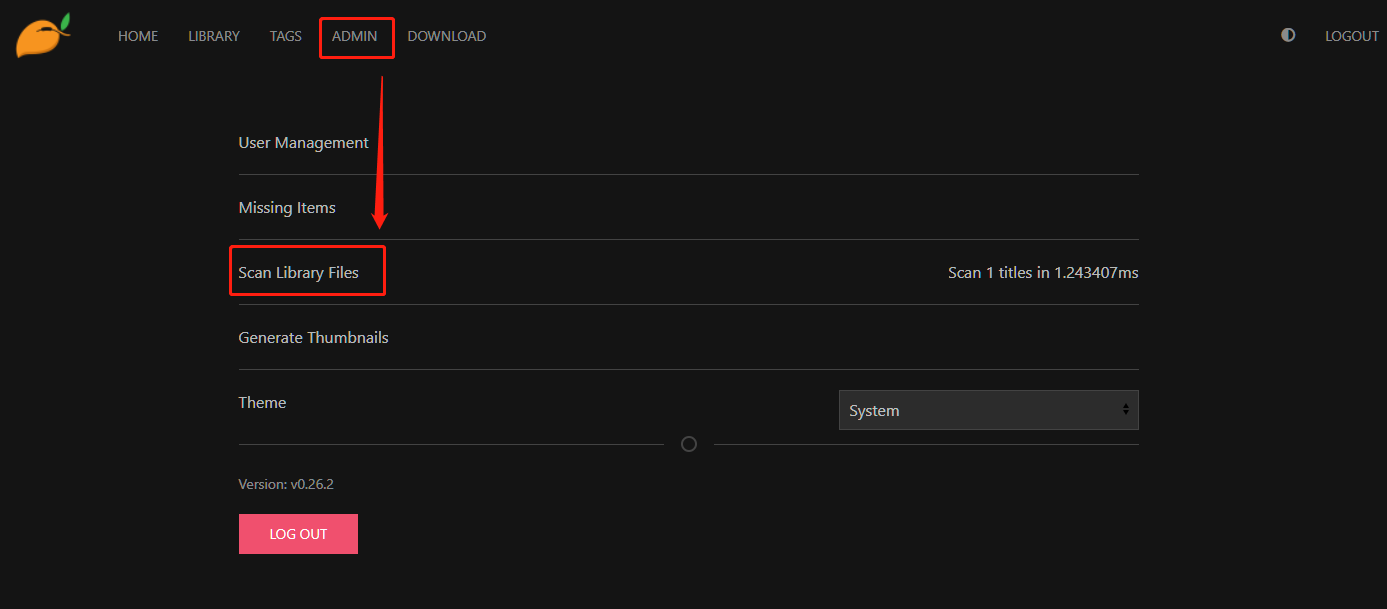 HOME LIBRARY TAGS ADMIN DOWNLOAD LOGOUT
User Management
Missing Items
Scan Library Files Scan 1 titles in 1.243407ms
Generate Thumbnails
Theme System
Version: v0.26.2
LOG OUT